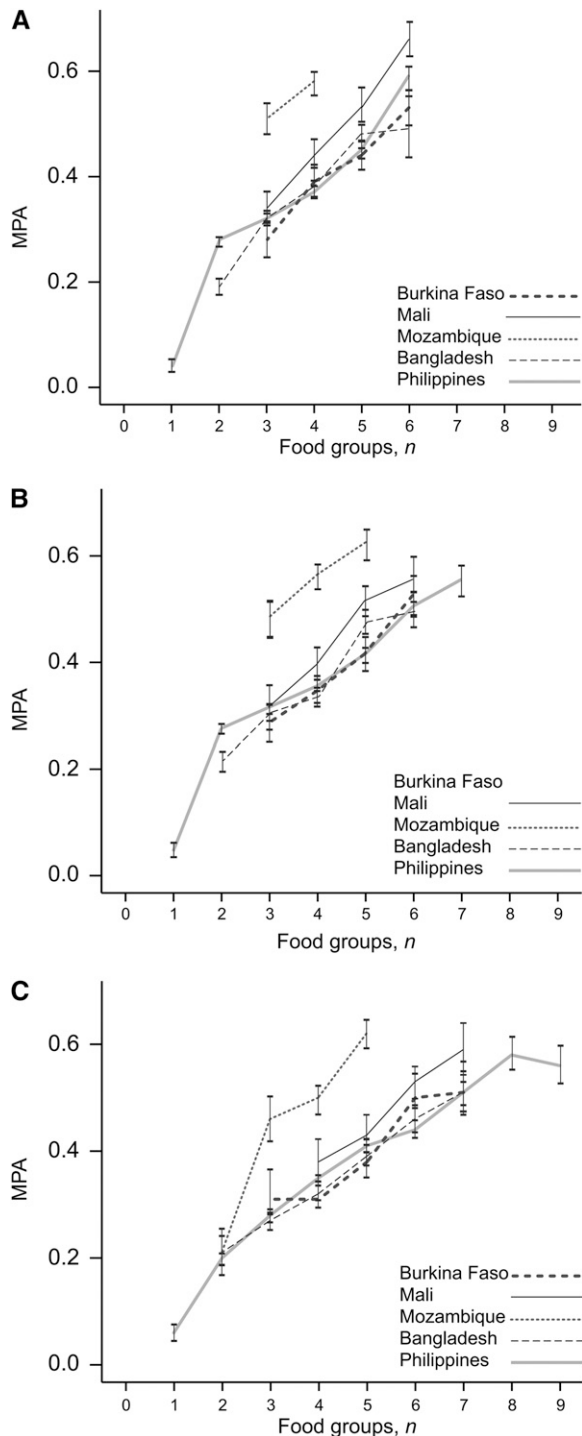 A
MPA
0.6
0.4
0.2
0.0
Burkina Faso
Mali
Mozambique
Bangladesh
Philippines
0 1 2 3 4 5 6 7 8 9
Food groups, n
B
MPA
0.6
0.4
0.2
0.0
Burkina Faso
Mali
Mozambique
Bangladesh
Philippines
0 1 2 3 4 5 6 7 8 9
Food groups, n
C
MPA
0.6
0.4
0.2
0.0
Burkina Faso
Mali
Mozambique
Bangladesh
Philippines
0 1 2 3 4 5 6 7 8 9
Food groups, n